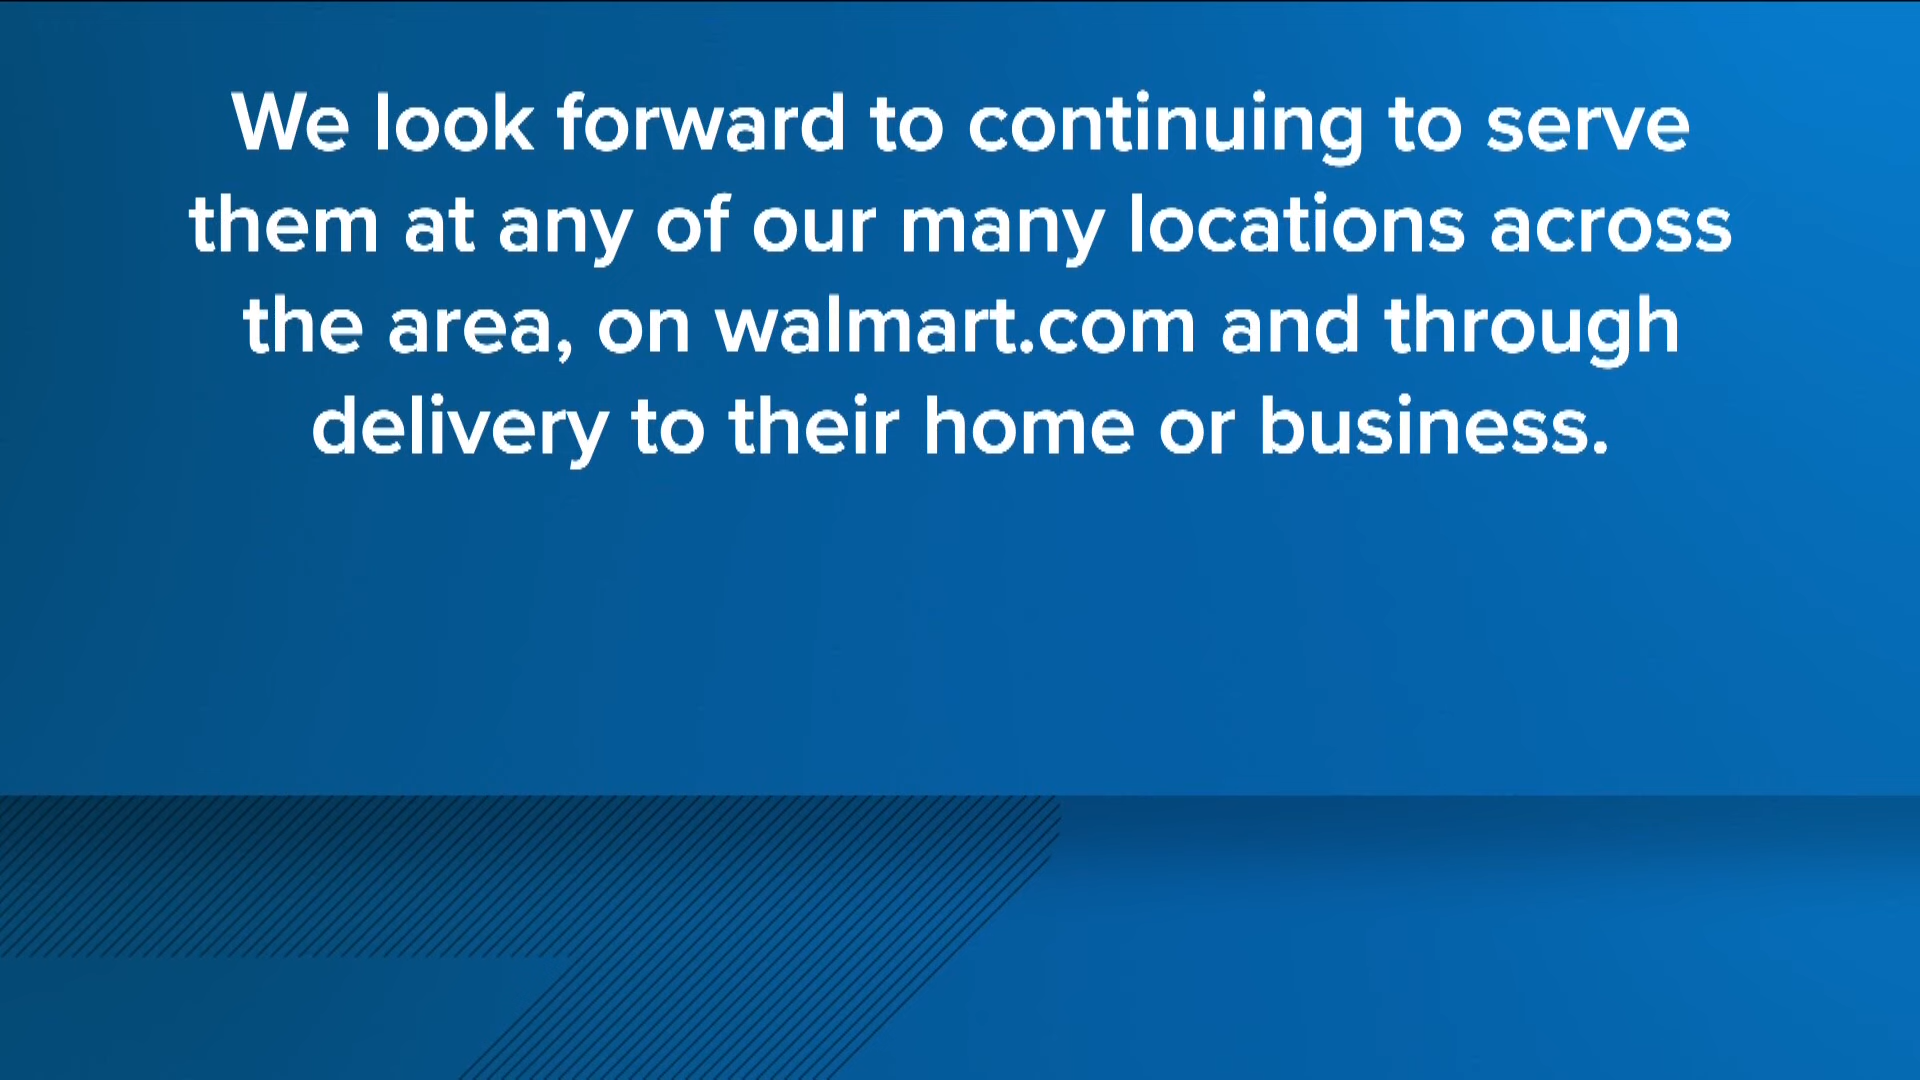 We look forward to continuing to serve
them at any of our many locations across
the area, on walmart.com and through
delivery to their home or business.